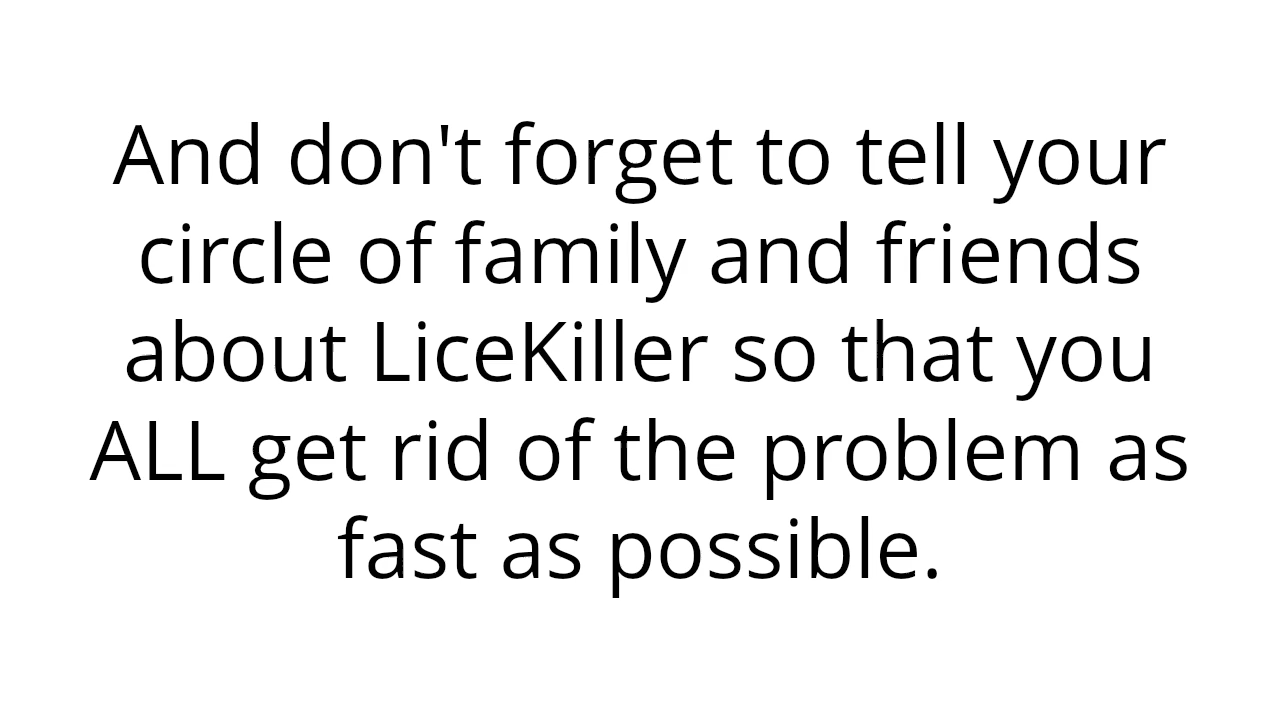 And don't forget to tell your
circle of family and friends
about LiceKiller so that you
ALL get rid of the problem as
fast as possible.